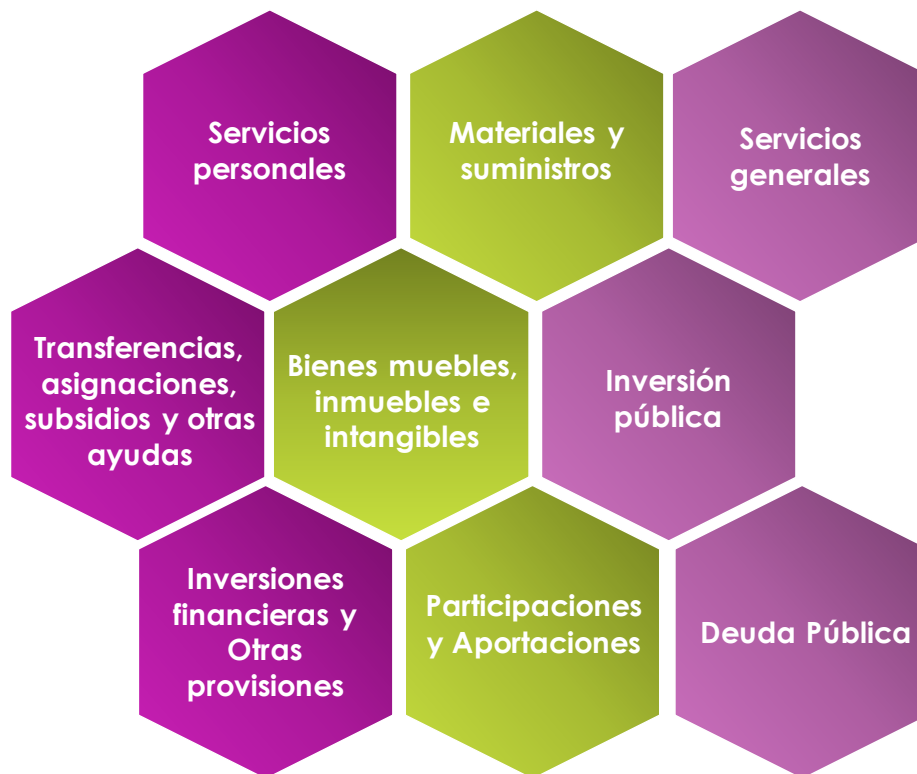 Servicios
personales
Materiales y
suministros
Servicios
generales
Transferencias,
asignaciones,
subsidios y otras
ayudas
Bienes muebles,
inmuebles e
intangibles
Inversión
pública
Inversiones
financieras y
Otras
provisiones
Participaciones
y Aportaciones
Deuda Pública